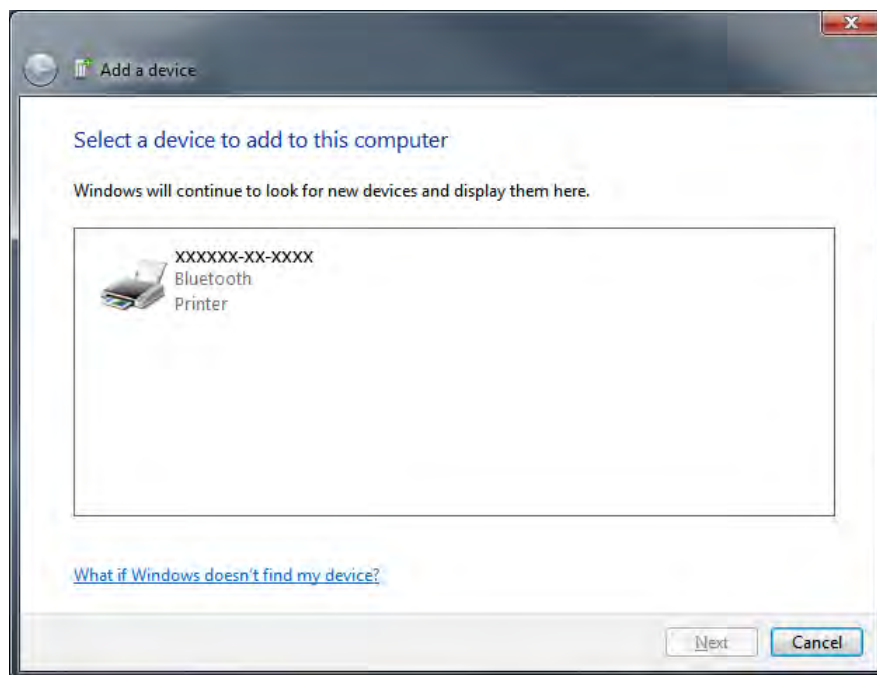 Add a device
Select a device to add to this computer
Windows will continue to look for new devices and display them here.
XXXXXX-XX-XXXX
Bluetooth
Printer
What if Windows doesn't find my device?
Next
Cancel